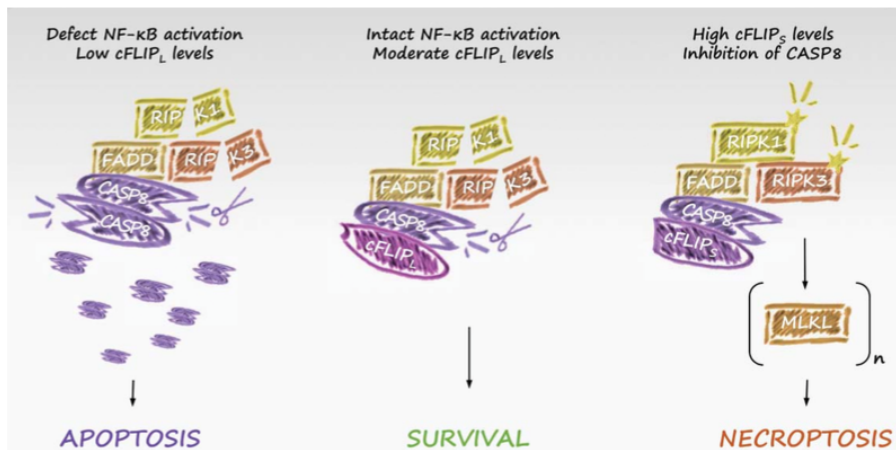 Defect NF-κB activation
Low cFLIPL levels
RIP K1
FADD RIP K3
CASP8
CASP8
APOPTOSIS
Intact NF-κB activation
Moderate cFLIPL levels
RIP K1
FADD RIP K3
CASP8
cFLIPL
SURVIVAL
High cFLIPS levels
Inhibition of CASP8
RIPK1
FADD RIPK3
CASP8
cFLIPS
MLKL
n
NECROPTOSIS